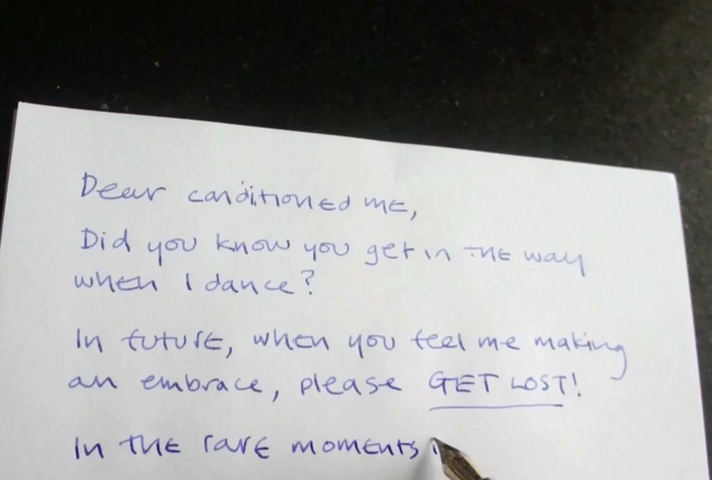 Dear conditioned me,
Did you know you get in the way
when I dance?
In future, when you feel me making
an embrace, please GET LOST!
In the rare moments